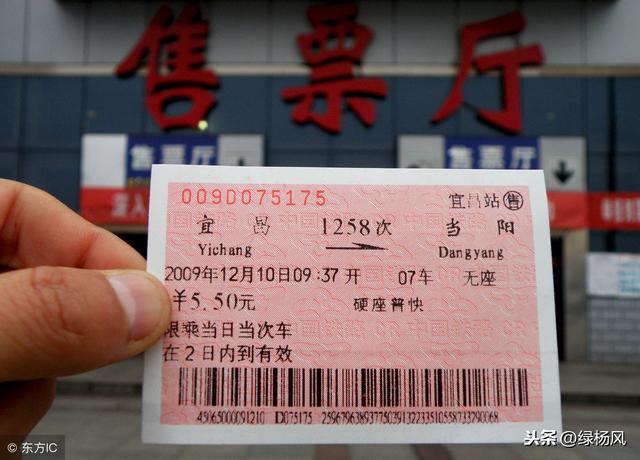 售票厅
售票厅
售票厅
009D075175
宜昌站售
宜昌 1258次 当阳
Yichang Dangyang
2009年12月10日09:37开 07车 无座
¥5.50元 硬座普快
限乘当日当次车
在2日内到有效
45065000091210 D075175 25967963893775039132233510558733790068
© 东方IC
头条 @绿杨风